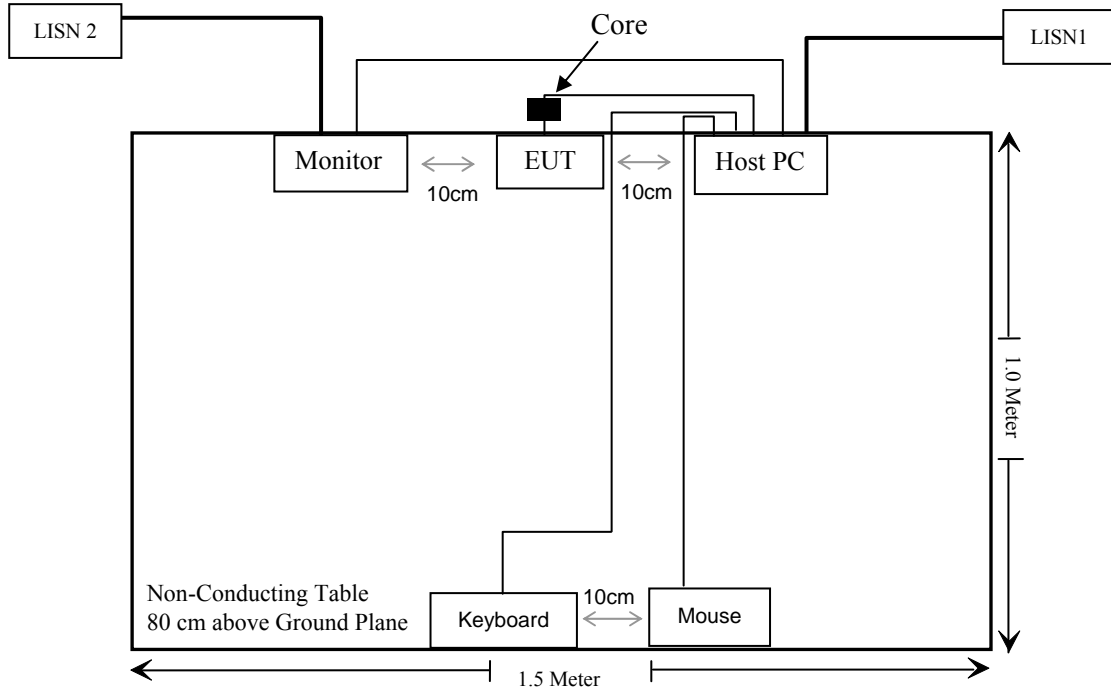 LISN 2
Core
LISN1
Monitor
EUT
Host PC
10cm
10cm
1.0 Meter
Non-Conducting Table
80 cm above Ground Plane
Keyboard
10cm
Mouse
1.5 Meter